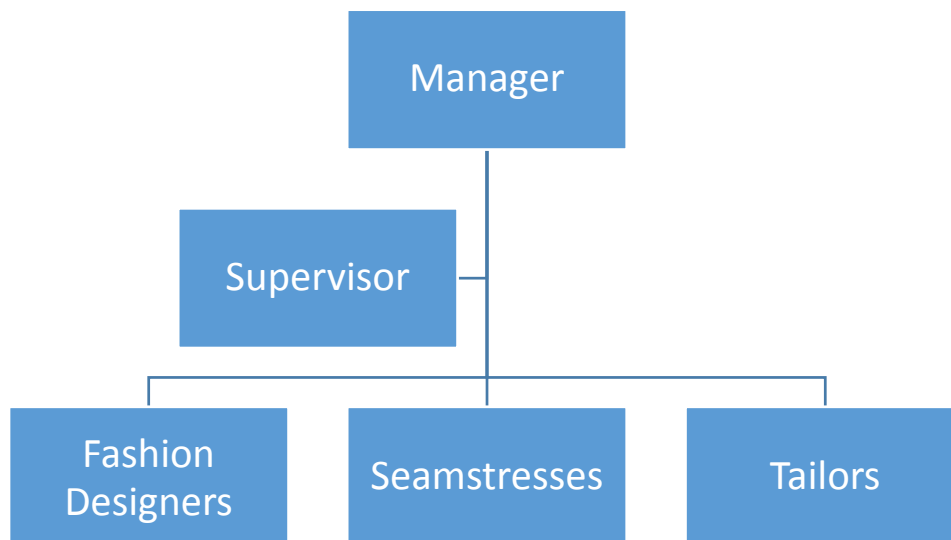 Manager
Supervisor
Fashion
Designers
Seamstresses
Tailors